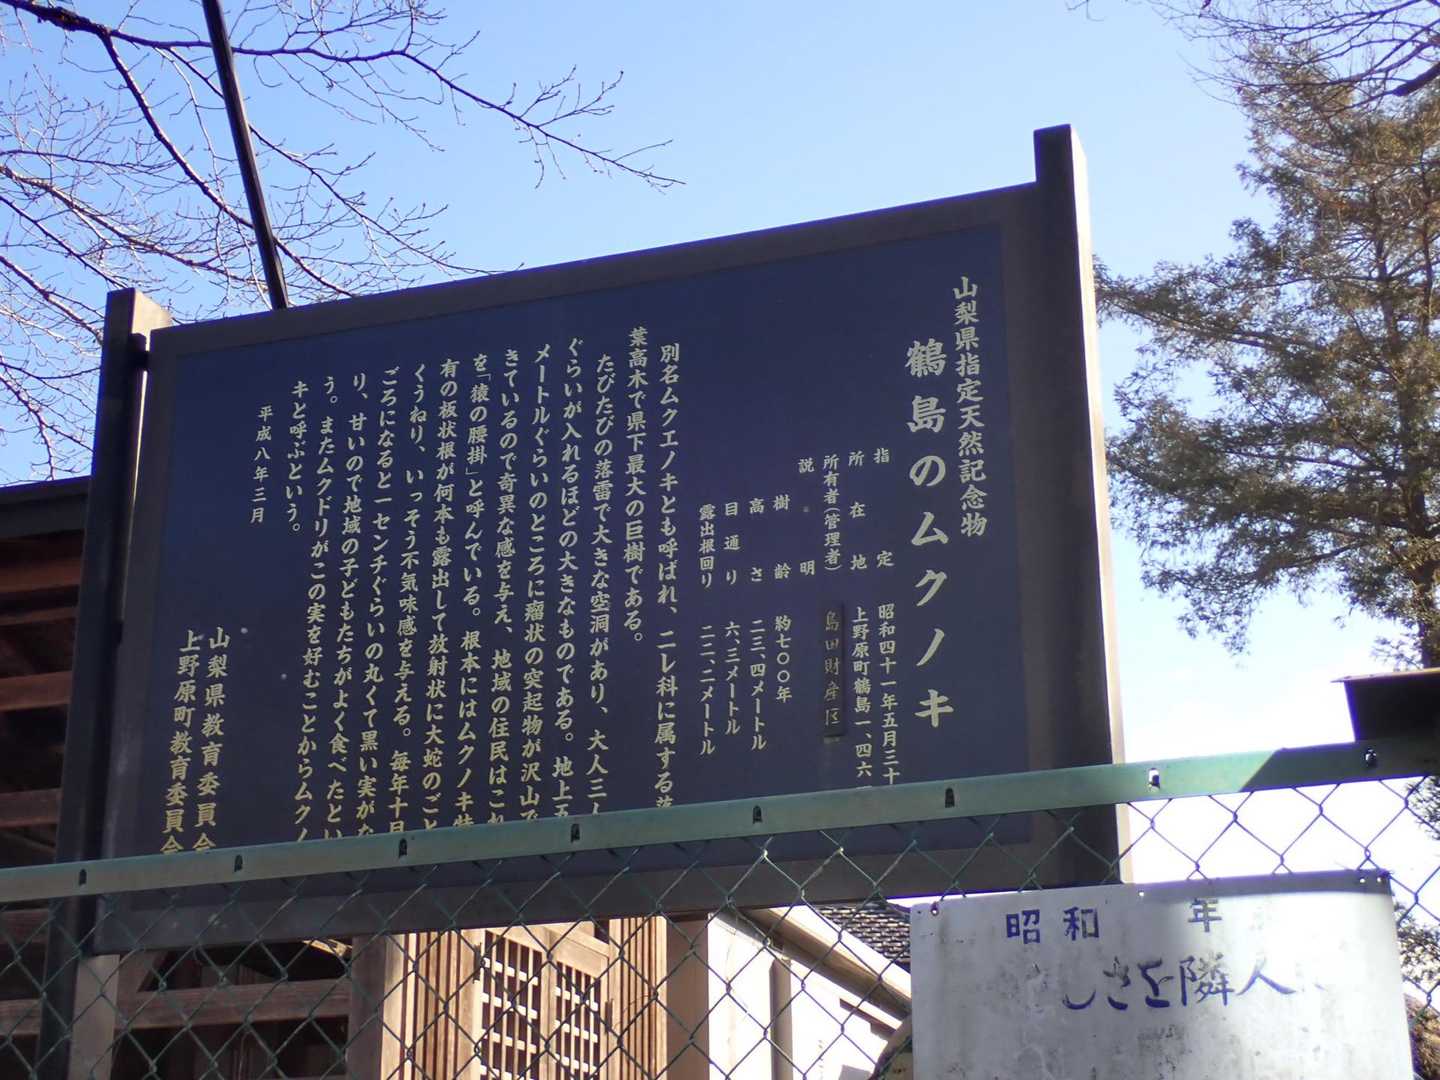 山梨県指定天然記念物
鶴島のムクノキ
指定 昭和四十一年五月三十
所在地 上野原町鶴島一、四六
所有者(管理者) 島田財産区
説明
樹齢 約七〇〇年
高さ 二三、四メートル
目通り 六、三メートル
露出根回り 二二、二メートル
別名ムクエノキとも呼ばれ、ニレ科に属する落
葉高木で県下最大の巨樹である。
たびたびの落雷で大きな空洞があり、大人三人
ぐらいが入れるほどの大きなものである。地上五
メートルぐらいのところに瘤状の突起物が沢山で
きているので奇異な感を与え、地域の住民はこれ
を「猿の腰掛」と呼んでいる。根本にはムクノキ特
有の板状根が何本も露出して放射状に大蛇のごと
くうねり、いっそう不気味感を与える。毎年十月
ごろになると一センチぐらいの丸くて黒い実がな
り、甘いので地域の子どもたちがよく食べたとい
う。またムクドリがこの実を好むことからムクノ
キと呼ぶという。
平成八年三月
山梨県教育委員会
上野原町教育委員会
昭和 年
しさを隣人に